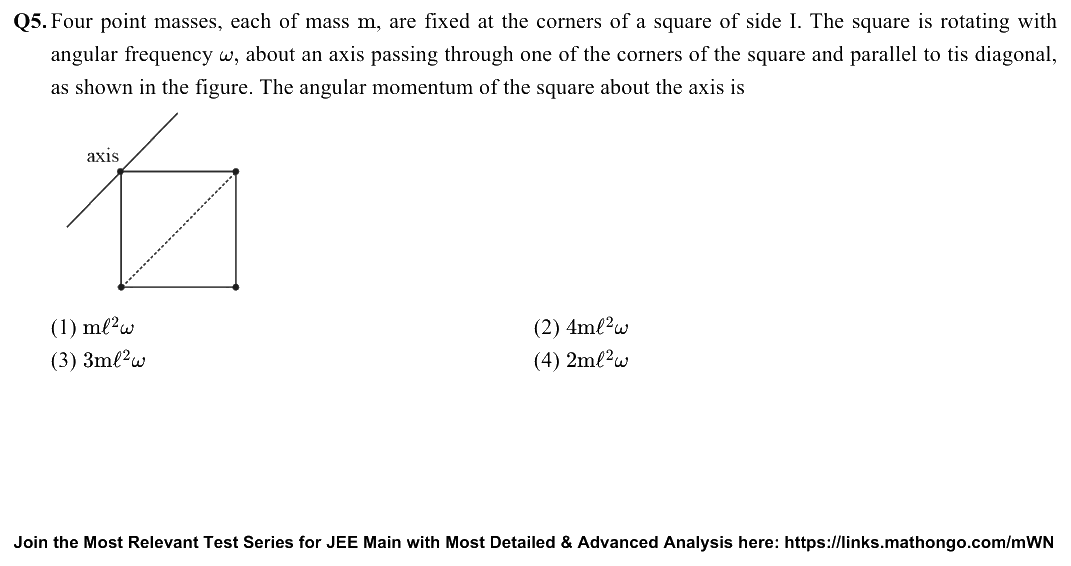 Q5. Four point masses, each of mass m, are fixed at the corners of a square of side I. The square is rotating with
angular frequency ω, about an axis passing through one of the corners of the square and parallel to tis diagonal,
as shown in the figure. The angular momentum of the square about the axis is
axis
(1) mℓ²ω
(2) 4mℓ²ω
(3) 3mℓ²ω
(4) 2mℓ²ω
Join the Most Relevant Test Series for JEE Main with Most Detailed & Advanced Analysis here: https://links.mathongo.com/mWN